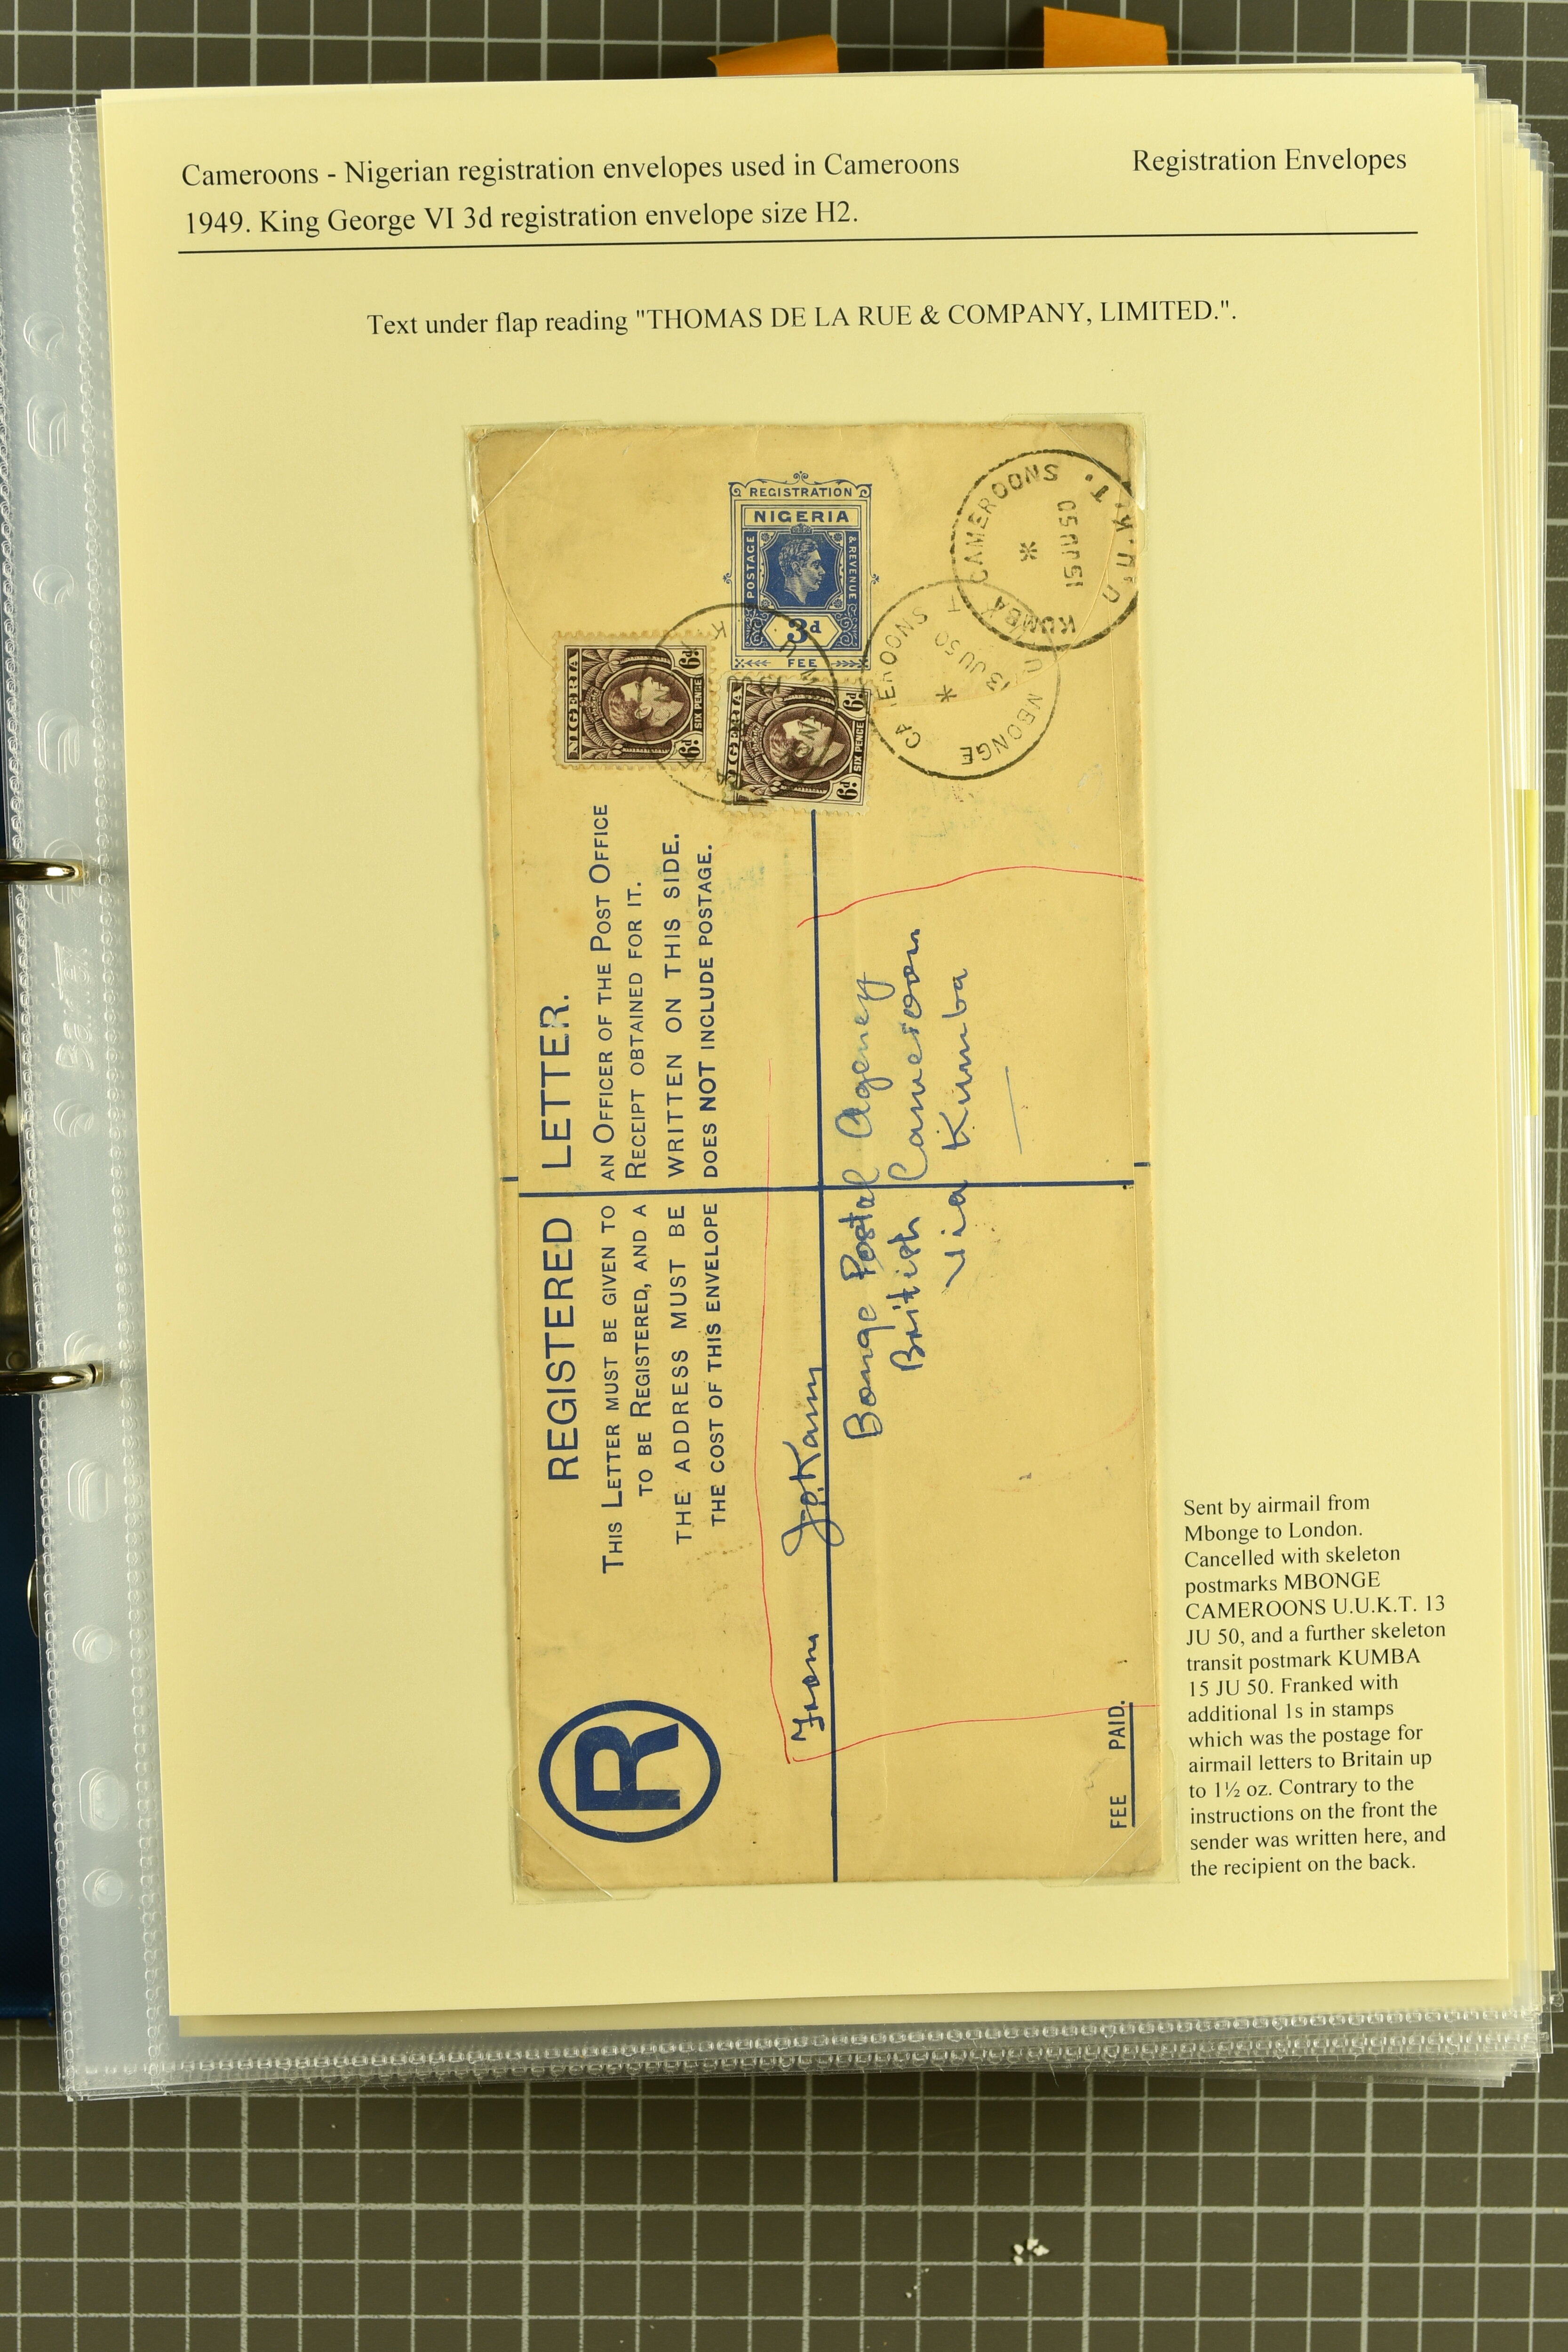 Cameroons - Nigerian registration envelopes used in Cameroons
Registration Envelopes
1949. King George VI 3d registration envelope size H2.
Text under flap reading "THOMAS DE LA RUE & COMPANY, LIMITED.".
REGISTERED LETTER.
THIS LETTER MUST BE GIVEN TO AN OFFICER OF THE POST OFFICE
TO BE REGISTERED, AND A RECEIPT OBTAINED FOR IT.
THE ADDRESS MUST BE WRITTEN ON THIS SIDE.
THE COST OF THIS ENVELOPE DOES NOT INCLUDE POSTAGE.
R
REGISTRATION
NIGERIA
POSTAGE & REVENUE
3d
FEE
NIGERIA
6d SIX PENCE 6d
NIGERIA
SIX PENCE 6d
MBONGE CAMEROONS
13 JU 50
KUMBA CAMEROONS U.U.K.T.
15 JU 50
From
Bonge Postal Agency
British Cameroon
Via Kumba
FEE PAID.
Sent by airmail from
Mbonge to London.
Cancelled with skeleton
postmarks MBONGE
CAMEROONS U.U.K.T. 13
JU 50, and a further skeleton
transit postmark KUMBA
15 JU 50. Franked with
additional 1s in stamps
which was the postage for
airmail letters to Britain up
to 1½ oz. Contrary to the
instructions on the front the
sender was written here, and
the recipient on the back.